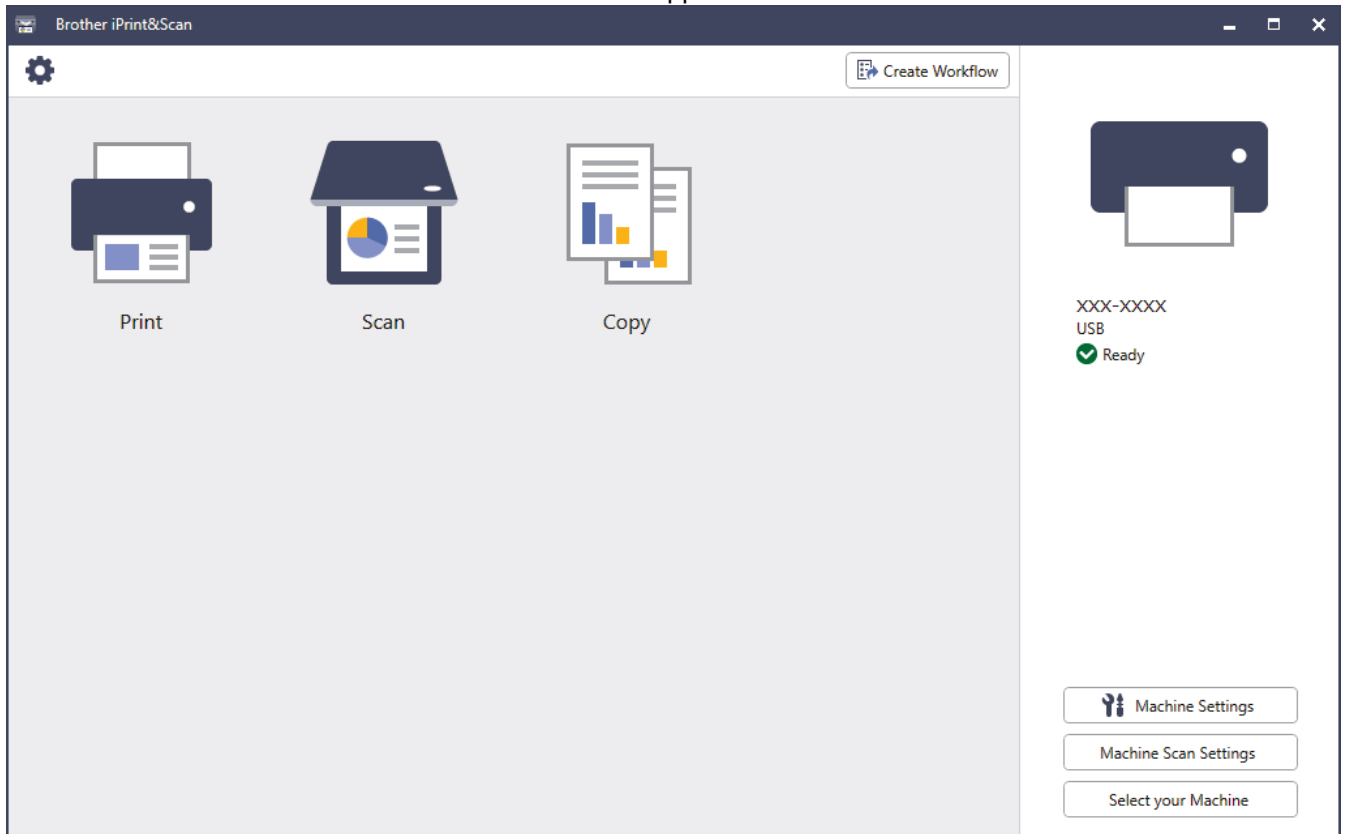 Brother iPrint&Scan
Create Workflow
Print
Scan
Copy
XXX-XXXX
USB
Ready
Machine Settings
Machine Scan Settings
Select your Machine